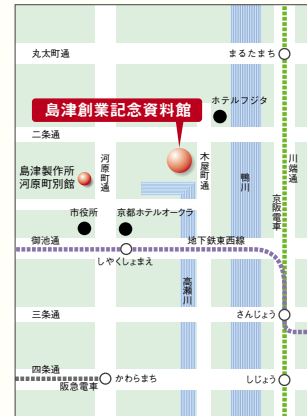 丸太町通
まるたまち
ホテルフジタ
島津創業記念資料館
二条通
河原町通
木屋町通
鴨川
川端通
京阪電車
島津製作所
河原町別館
市役所
京都ホテルオークラ
御池通
地下鉄東西線
しやくしょまえ
高瀬川
三条通
さんじょう
四条通
阪急電車
かわらまち
しじょう